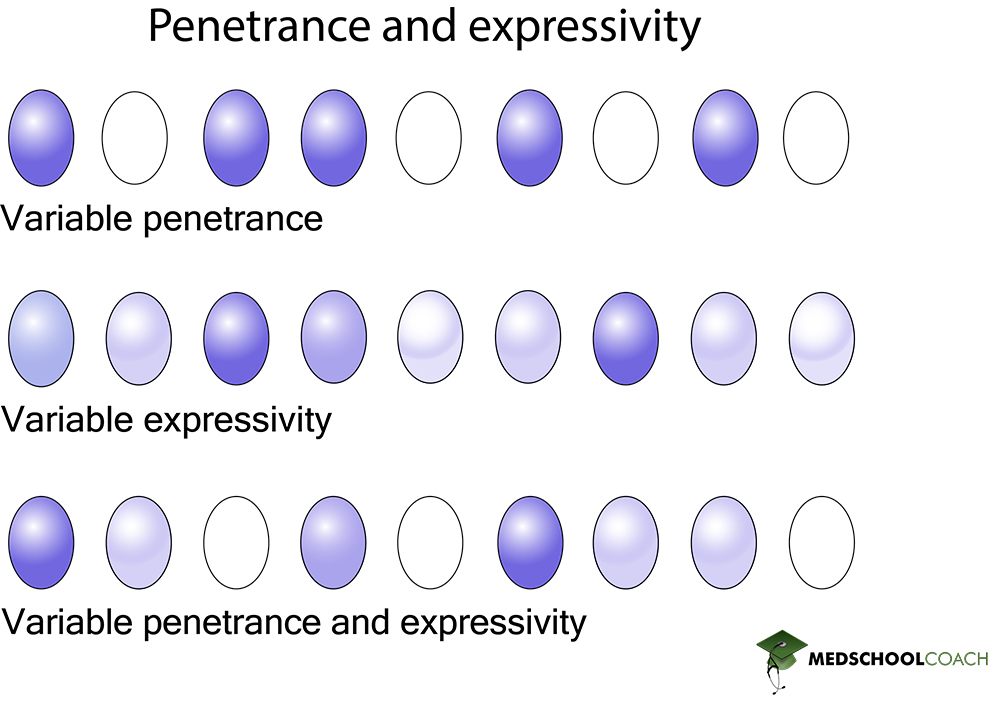 Penetrance and expressivity
Variable penetrance
Variable expressivity
Variable penetrance and expressivity
MEDSCHOOLCOACH